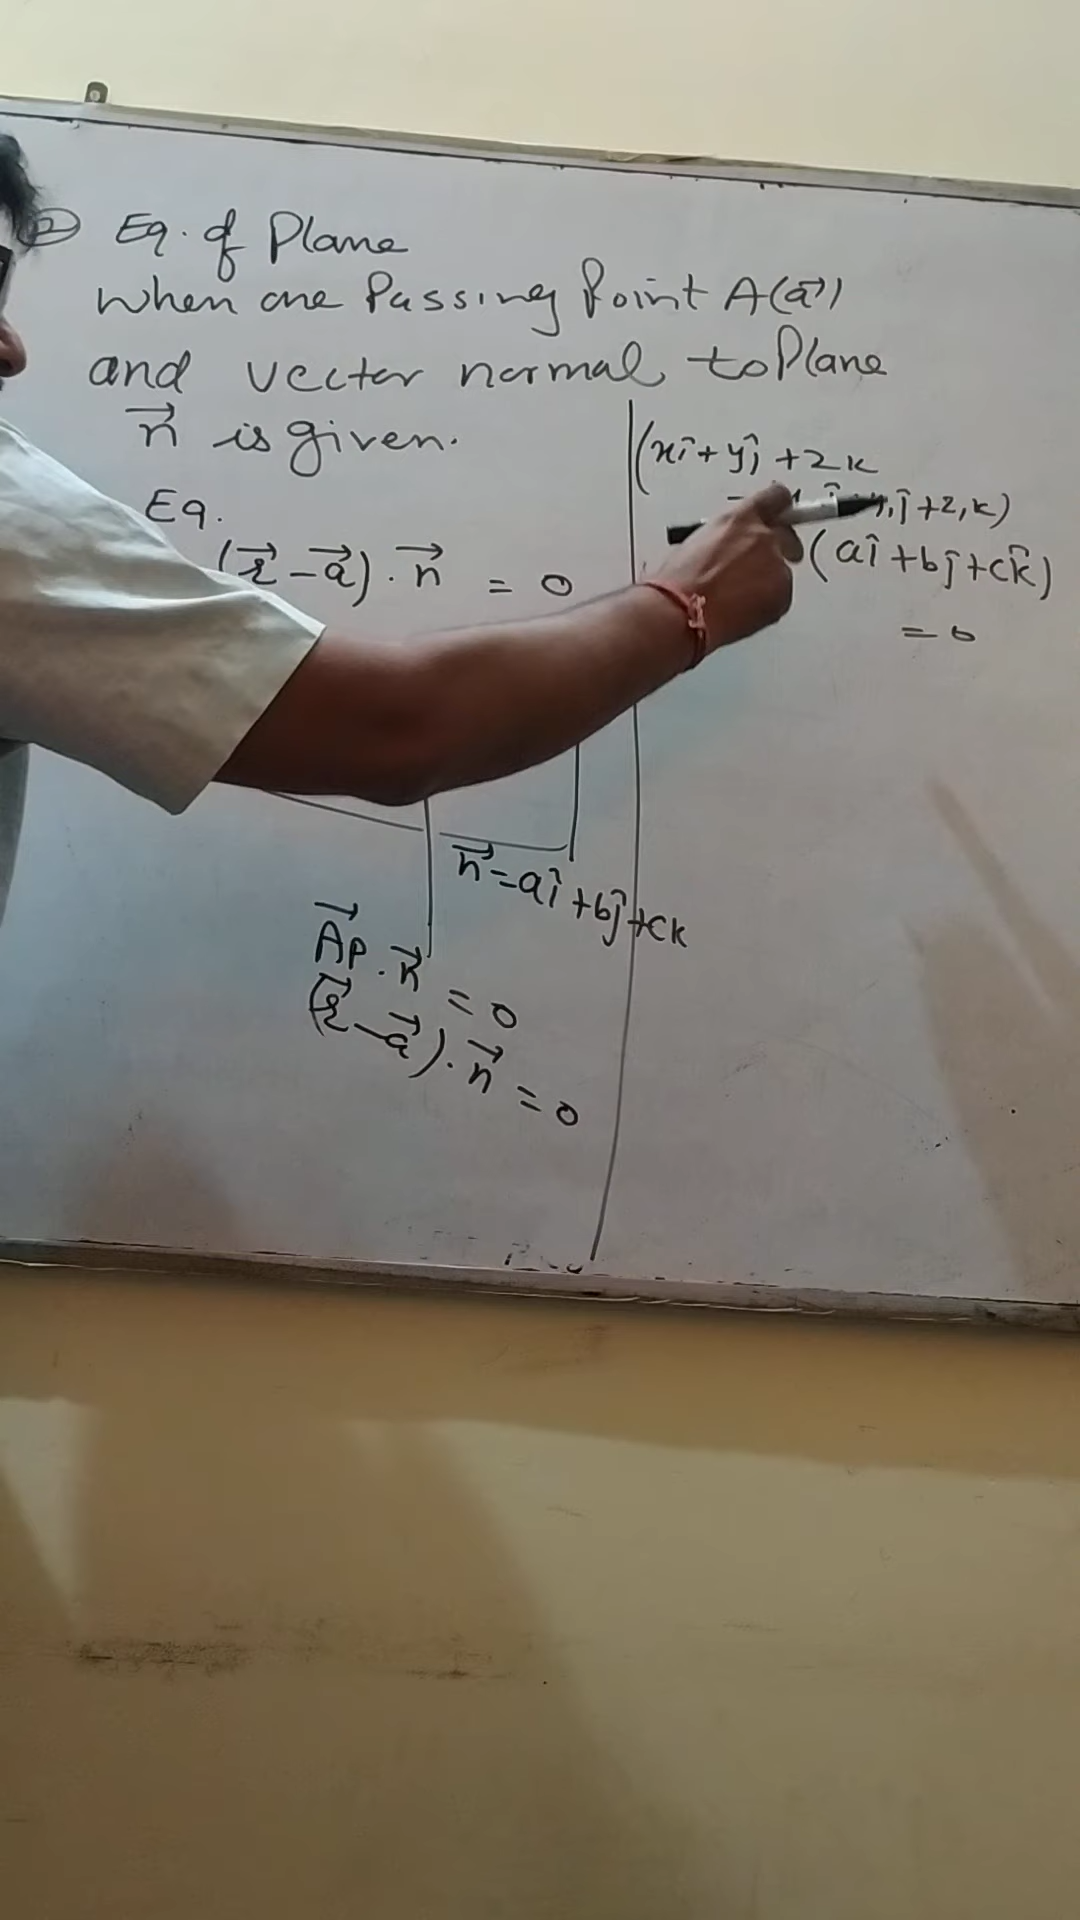 ② Eq. of Plane
when one Passing Point A(a⃗)
and vector normal to Plane
n⃗ is given.
Eq.
(r⃗ - a⃗) . n⃗ = 0
n⃗ = aî + bĵ + ck
A⃗P . n⃗ = 0
(r⃗ - a⃗) . n⃗ = 0
(xî + yĵ + zk
ĵ + z,k)
(aî + bĵ + ck̂)
= 0